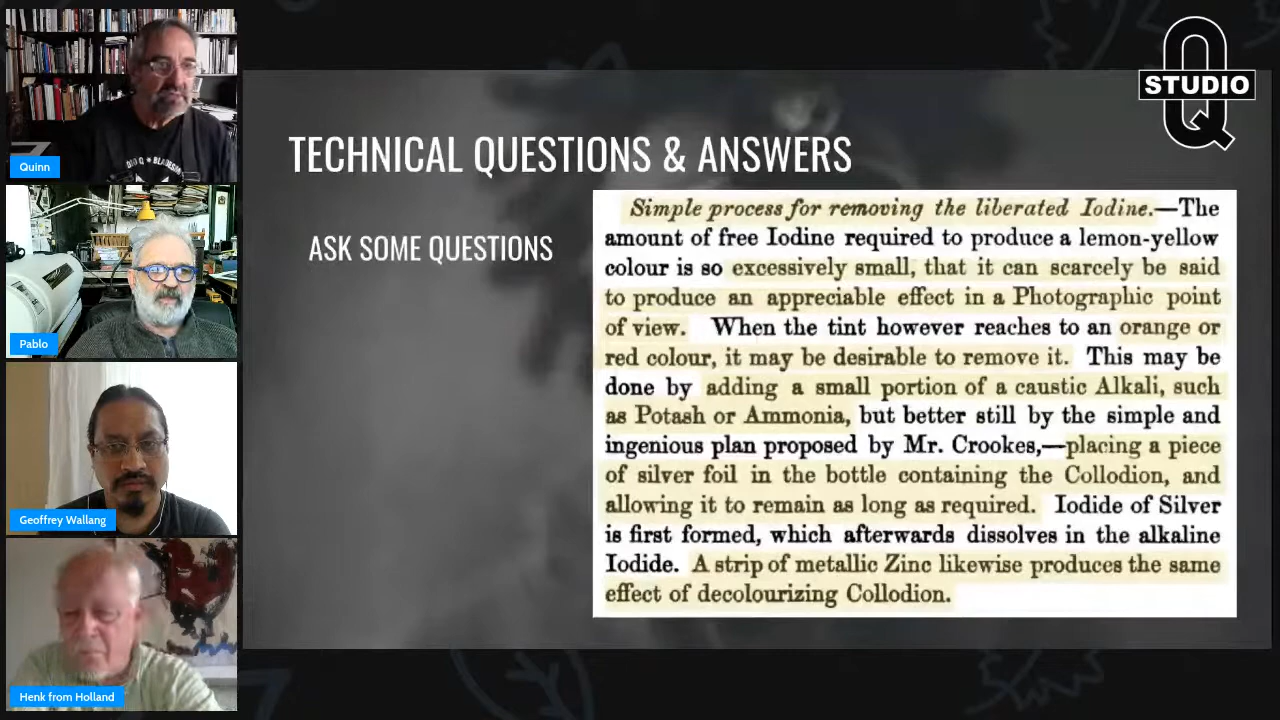 STUDIO
Q
TECHNICAL QUESTIONS & ANSWERS
ASK SOME QUESTIONS
Simple process for removing the liberated Iodine.—The
amount of free Iodine required to produce a lemon-yellow
colour is so excessively small, that it can scarcely be said
to produce an appreciable effect in a Photographic point
of view. When the tint however reaches to an orange or
red colour, it may be desirable to remove it. This may be
done by adding a small portion of a caustic Alkali, such
as Potash or Ammonia, but better still by the simple and
ingenious plan proposed by Mr. Crookes,—placing a piece
of silver foil in the bottle containing the Collodion, and
allowing it to remain as long as required. Iodide of Silver
is first formed, which afterwards dissolves in the alkaline
Iodide. A strip of metallic Zinc likewise produces the same
effect of decolourizing Collodion.
Quinn
Pablo
Geoffrey Wallang
Henk from Holland